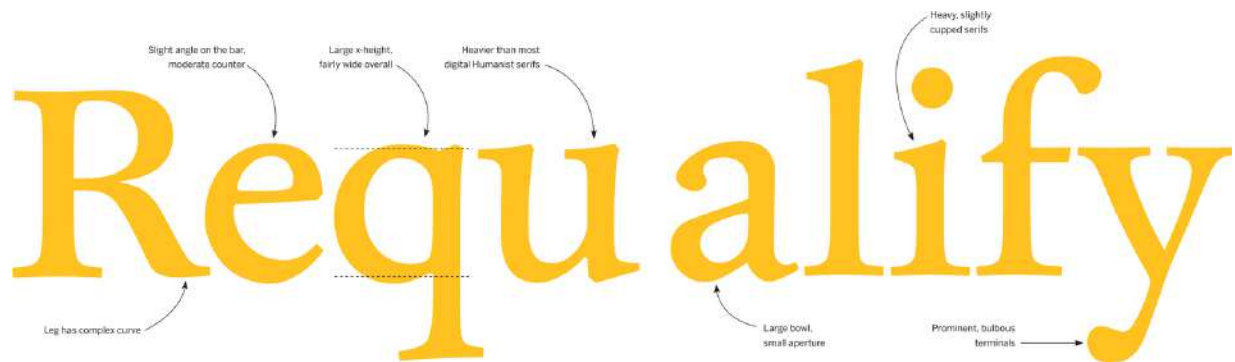 Heavy, slightly
cupped serifs
Slight angle on the bar,
moderate counter
Large x-height,
fairly wide overall
Heavier than most
digital Humanist serifs
Requalify
Leg has complex curve
Large bowl,
small aperture
Prominent, bulbous
terminals